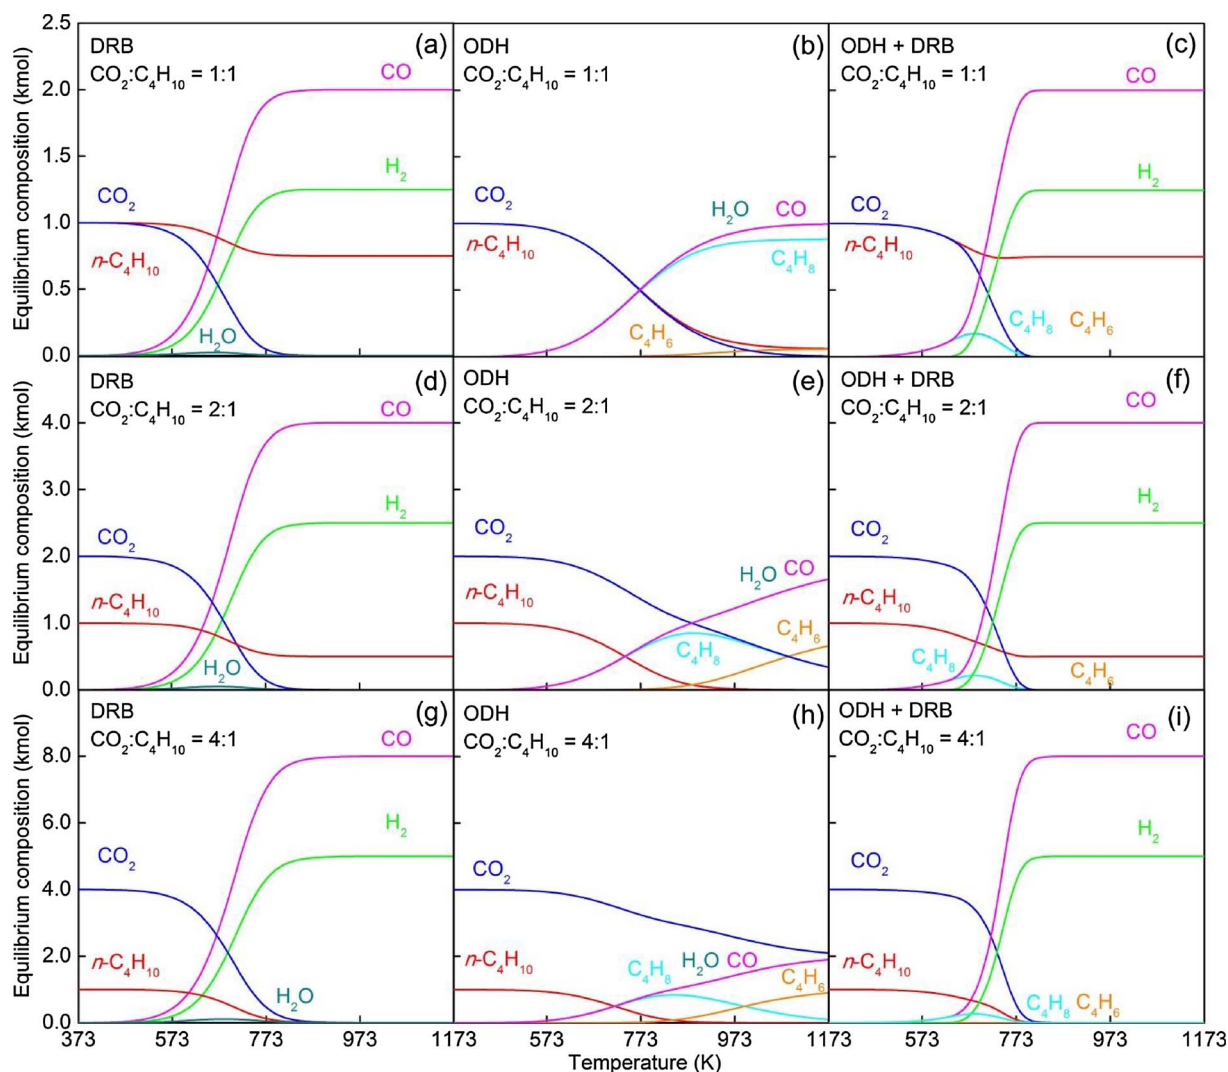 Equilibrium composition (kmol)
2.5
2.0
1.5
1.0
0.5
0.0
DRB
(a)
CO₂:C₄H₁₀ = 1:1
CO
H₂
CO₂
n-C₄H₁₀
H₂O
ODH
(b)
CO₂:C₄H₁₀ = 1:1
CO₂
H₂O
CO
n-C₄H₁₀
C₄H₈
C₄H₆
ODH + DRB
(c)
CO₂:C₄H₁₀ = 1:1
CO
H₂
CO₂
n-C₄H₁₀
C₄H₈
C₄H₆
Equilibrium composition (kmol)
4.0
3.0
2.0
1.0
0.0
DRB
(d)
CO₂:C₄H₁₀ = 2:1
CO
H₂
CO₂
n-C₄H₁₀
H₂O
ODH
(e)
CO₂:C₄H₁₀ = 2:1
CO₂
H₂O
CO
n-C₄H₁₀
C₄H₈
C₄H₆
ODH + DRB
(f)
CO₂:C₄H₁₀ = 2:1
CO
H₂
CO₂
n-C₄H₁₀
C₄H₈
C₄H₆
Equilibrium composition (kmol)
8.0
6.0
4.0
2.0
0.0
DRB
(g)
CO₂:C₄H₁₀ = 4:1
CO
H₂
CO₂
n-C₄H₁₀
H₂O
ODH
(h)
CO₂:C₄H₁₀ = 4:1
CO₂
n-C₄H₁₀
C₄H₈
H₂O
CO
C₄H₆
ODH + DRB
(i)
CO₂:C₄H₁₀ = 4:1
CO
H₂
CO₂
n-C₄H₁₀
C₄H₈
C₄H₆
373 573 773 973 1173 573 773 973 1173 573 773 973 1173
Temperature (K)